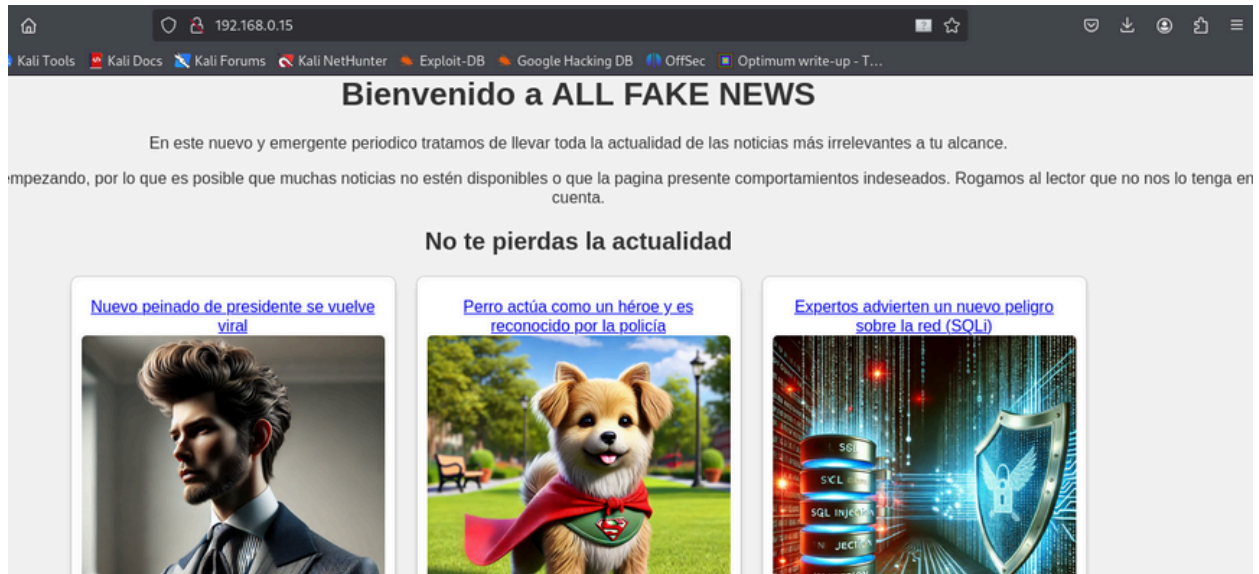 192.168.0.15
Kali Tools Kali Docs Kali Forums Kali NetHunter Exploit-DB Google Hacking DB OffSec Optimum write-up - T...
Bienvenido a ALL FAKE NEWS
En este nuevo y emergente periodico tratamos de llevar toda la actualidad de las noticias más irrelevantes a tu alcance.
empezando, por lo que es posible que muchas noticias no estén disponibles o que la pagina presente comportamientos indeseados. Rogamos al lector que no nos lo tenga en
cuenta.
No te pierdas la actualidad
Nuevo peinado de presidente se vuelve
viral
Perro actúa como un héroe y es
reconocido por la policía
Expertos advierten un nuevo peligro
sobre la red (SQLi)